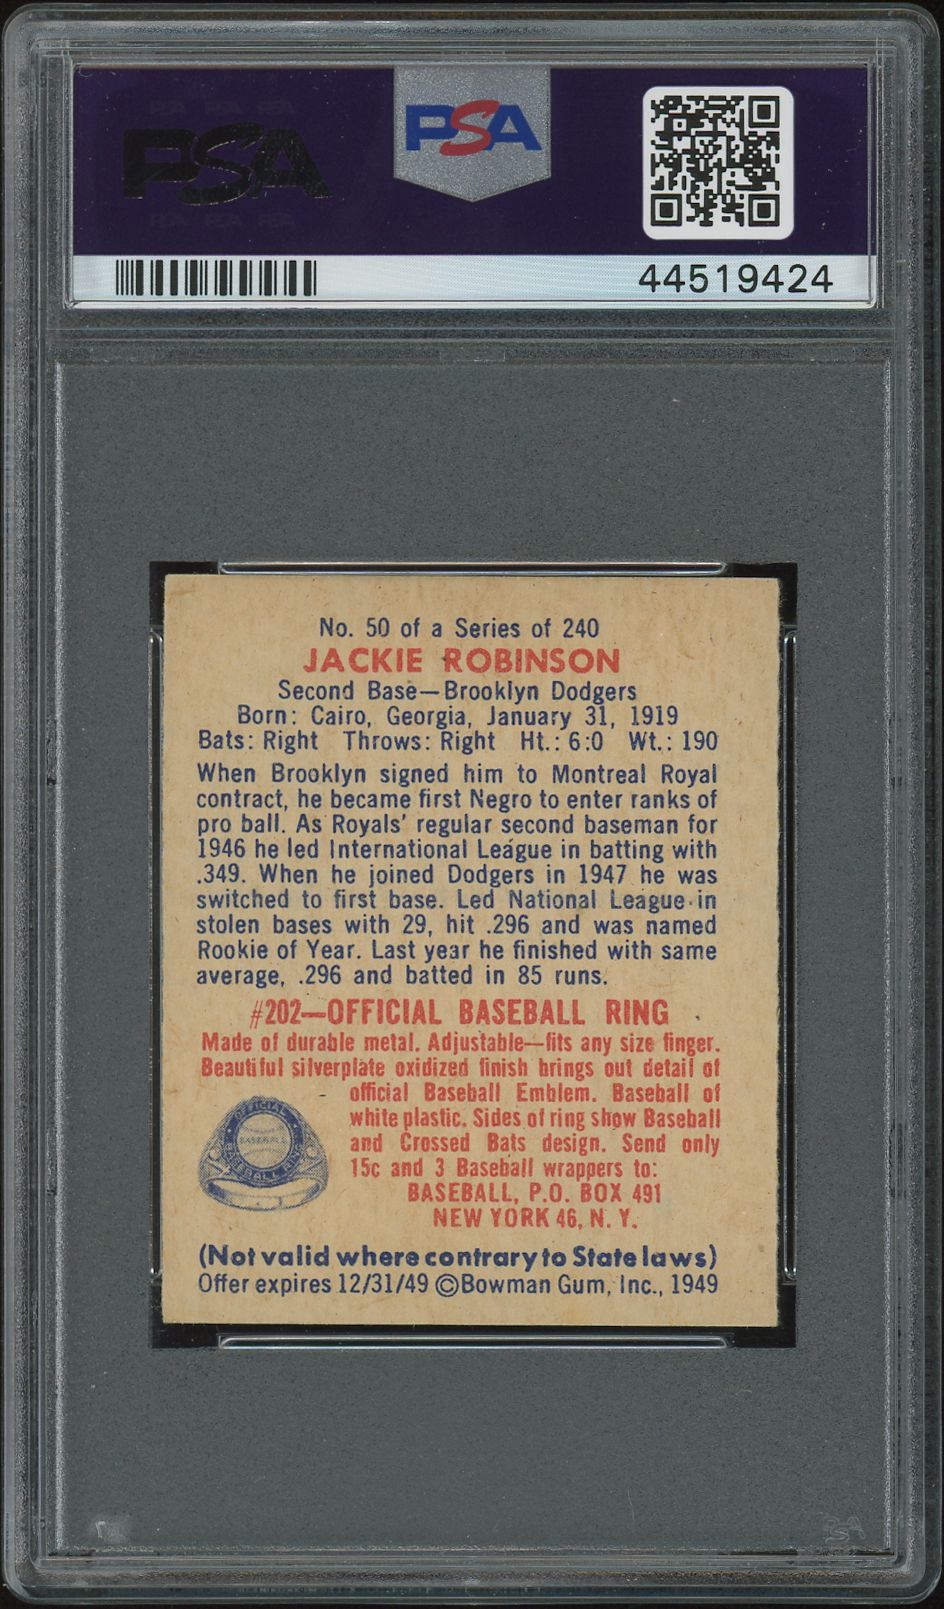 PSA
PSA
44519424
No. 50 of a Series of 240
JACKIE ROBINSON
Second Base—Brooklyn Dodgers
Born: Cairo, Georgia, January 31, 1919
Bats: Right Throws: Right Ht.: 6:0 Wt.: 190
When Brooklyn signed him to Montreal Royal
contract, he became first Negro to enter ranks of
pro ball. As Royals' regular second baseman for
1946 he led International League in batting with
.349. When he joined Dodgers in 1947 he was
switched to first base. Led National League in
stolen bases with 29, hit .296 and was named
Rookie of Year. Last year he finished with same
average, .296 and batted in 85 runs.
#202—OFFICIAL BASEBALL RING
Made of durable metal. Adjustable—fits any size finger.
Beautiful silverplate oxidized finish brings out detail of
official Baseball Emblem. Baseball of
white plastic. Sides of ring show Baseball
and Crossed Bats design. Send only
15c and 3 Baseball wrappers to:
BASEBALL, P.O. BOX 491
NEW YORK 46, N. Y.
OFFICIAL
BASEBALL
BASEBALL RING
(Not valid where contrary to State laws)
Offer expires 12/31/49 ©Bowman Gum, Inc., 1949
PSA